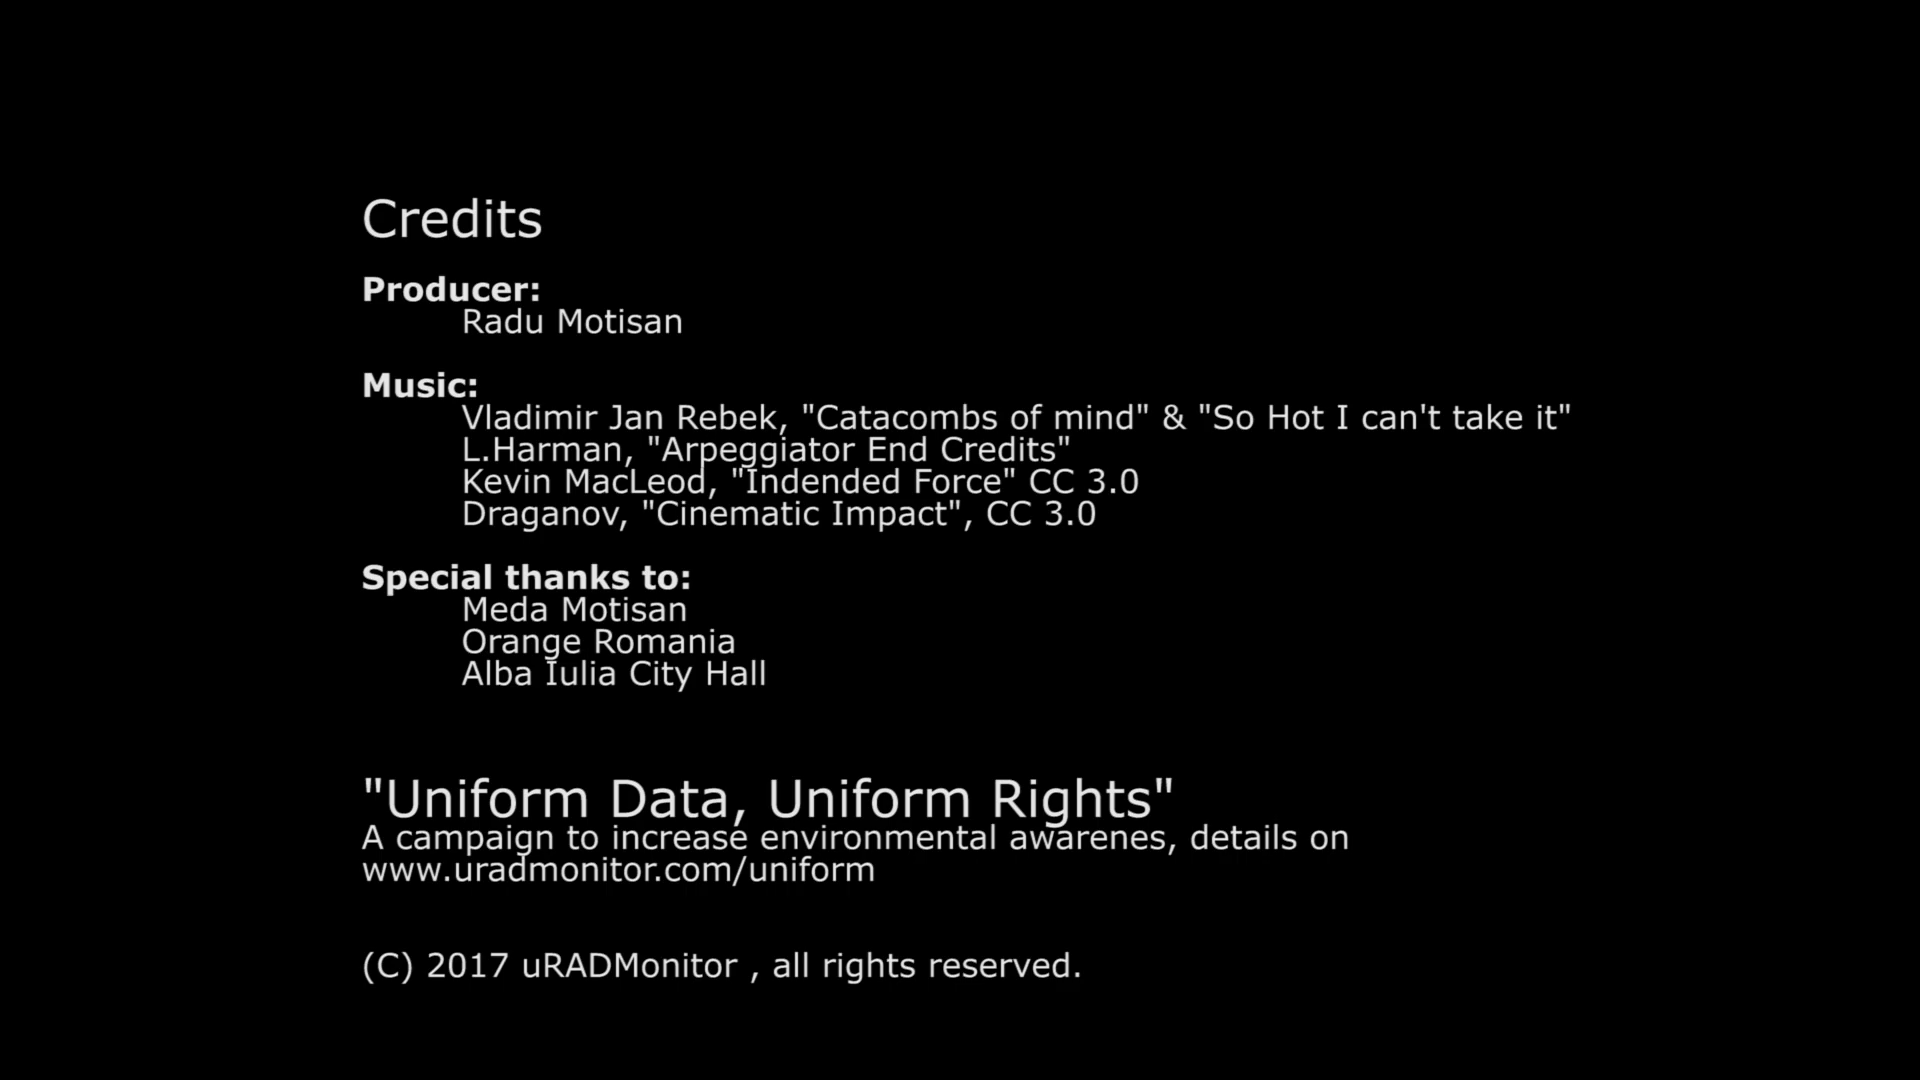 Credits
Producer:
Radu Motisan
Music:
Vladimir Jan Rebek, "Catacombs of mind" & "So Hot I can't take it"
L.Harman, "Arpeggiator End Credits"
Kevin MacLeod, "Indended Force" CC 3.0
Draganov, "Cinematic Impact", CC 3.0
Special thanks to:
Meda Motisan
Orange Romania
Alba Iulia City Hall
"Uniform Data, Uniform Rights"
A campaign to increase environmental awarenes, details on
www.uradmonitor.com/uniform
(C) 2017 uRADMonitor , all rights reserved.